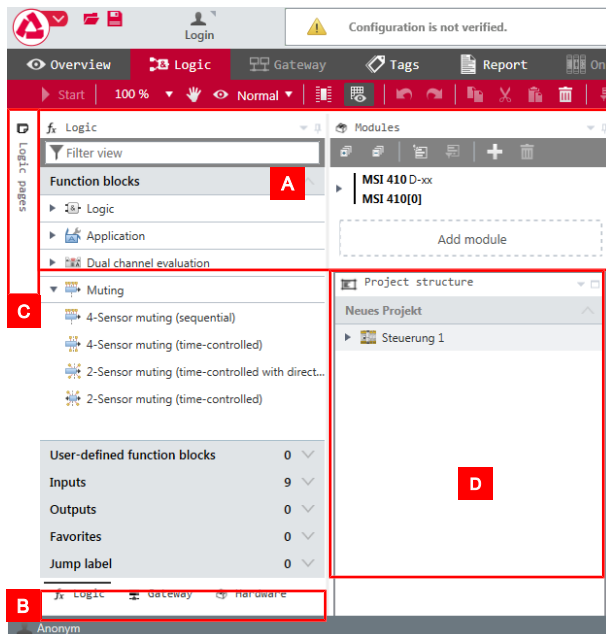 Login
Configuration is not verified.
Overview
Logic
Gateway
Tags
Report
On
Start
100 %
Normal
Logic pages
fx Logic
Modules
Filter view
Function blocks
A
MSI 410 D-xx
MSI 410[0]
Logic
Application
Add module
Dual channel evaluation
Project structure
Muting
C
Neues Projekt
4-Sensor muting (sequential)
Steuerung 1
4-Sensor muting (time-controlled)
2-Sensor muting (time-controlled with direct...
2-Sensor muting (time-controlled)
User-defined function blocks 0
Inputs 9
D
Outputs 0
Favorites 0
Jump label 0
fx Logic
Gateway
Hardware
B
Anonym